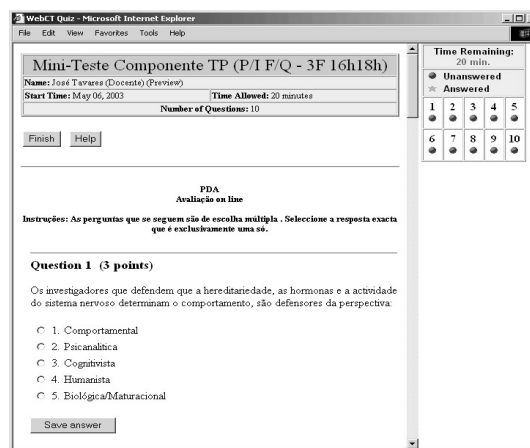 WebCT Quiz - Microsoft Internet Explorer
File Edit View Favorites Tools Help
Mini-Teste Componente TP (P/I F/Q - 3F 16h18h)
Name: José Tavares (Docente) (Preview)
Start Time: May 06, 2003 Time Allowed: 20 minutes
Number of Questions: 10
Finish Help
PDA
Avaliação on line
Instruções: As perguntas que se seguem são de escolha múltipla . Seleccione a resposta exacta
que é exclusivamente uma só.
Question 1 (3 points)
Os investigadores que defendem que a hereditariedade, as hormonas e a actividade
do sistema nervoso determinam o comportamento, são defensores da perspectiva:
1. Comportamental
2. Psicanalitica
3. Cognitivista
4. Humanista
5. Biológica/Maturacional
Save answer
Time Remaining:
20 min.
Unanswered
Answered
1 2 3 4 5
6 7 8 9 10